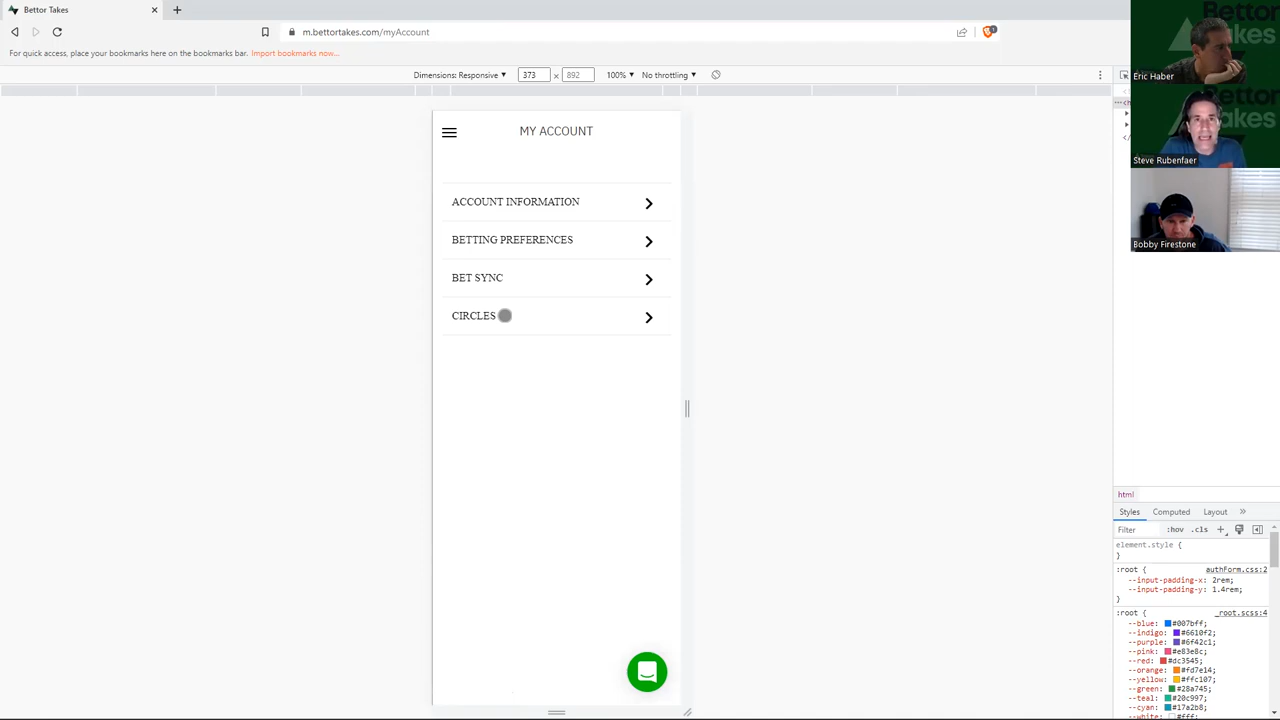 Bettor Takes
m.bettortakes.com/myAccount
For quick access, place your bookmarks here on the bookmarks bar. Import bookmarks now...
Dimensions: Responsive ▼ 373 × 892 100% ▼ No throttling ▼
MY ACCOUNT
ACCOUNT INFORMATION
BETTING PREFERENCES
BET SYNC
CIRCLES
Bettor
Takes
Eric Haber
Steve Rubenfaer
Bobby Firestone
html
Styles Computed Layout »
Filter :hov .cls +
element.style {
}
:root { authForm.css:2
--input-padding-x: 2rem;
--input-padding-y: 1.4rem;
}
:root { _root.scss:4
--blue: #007bff;
--indigo: #6610f2;
--purple: #6f42c1;
--pink: #e83e8c;
--red: #dc3545;
--orange: #fd7e14;
--yellow: #ffc107;
--green: #28a745;
--teal: #20c997;
--cyan: #17a2b8;
--white: #fff;